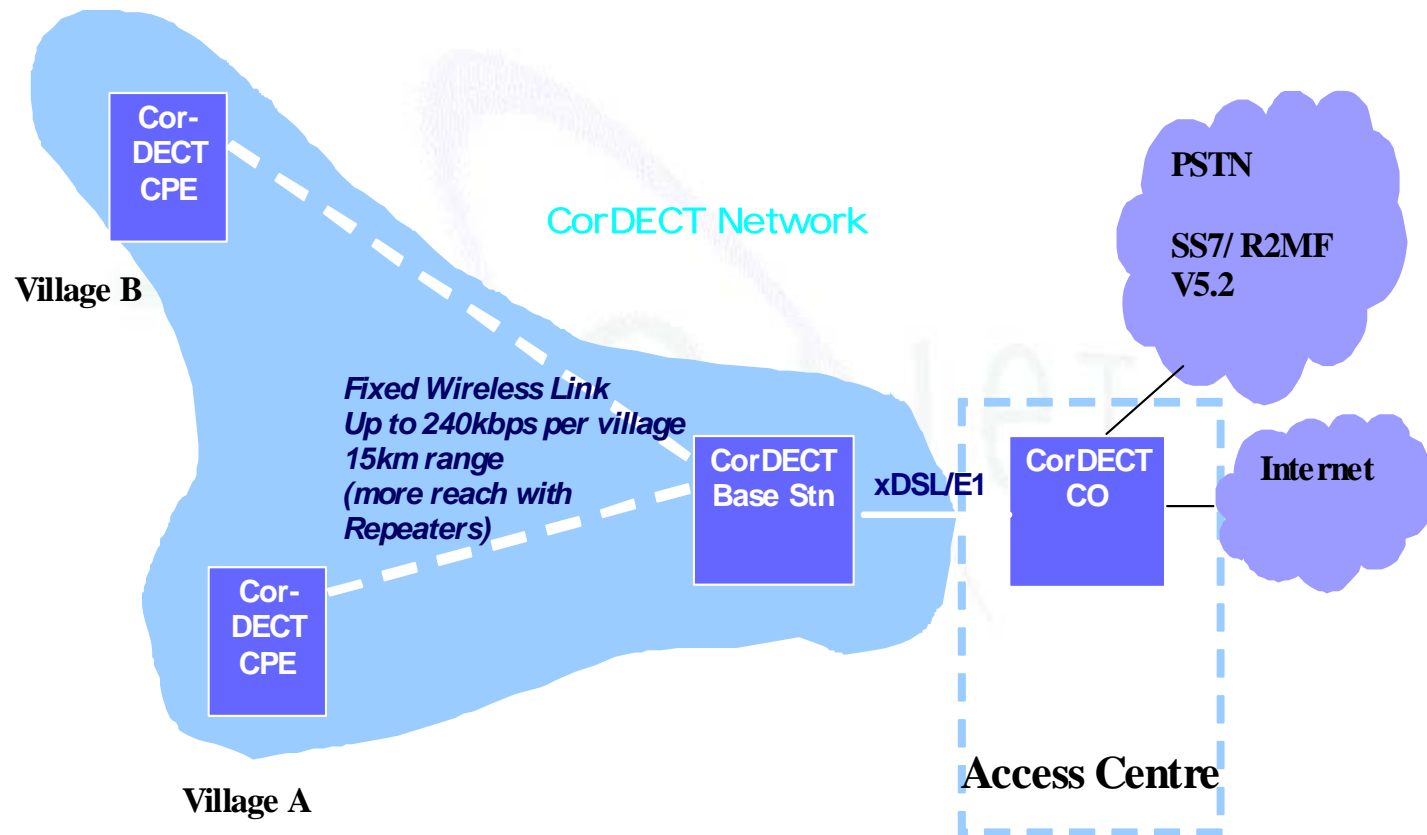 Cor-
DECT
CPE
Village B
CorDECT Network
PSTN
SS7/ R2MF
V5.2
Fixed Wireless Link
Up to 240kbps per village
15km range
(more reach with
Repeaters)
CorDECT
Base Stn
xDSL/E1
CorDECT
CO
Internet
Cor-
DECT
CPE
Village A
Access Centre